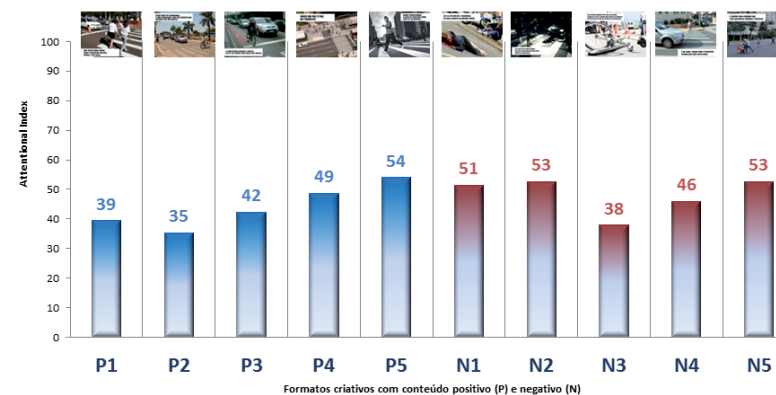 100
90
80
70
60
50
40
30
20
10
0
Attentional Index
39
35
42
49
54
51
53
38
46
53
P1
P2
P3
P4
P5
N1
N2
N3
N4
N5
Formatos criativos com conteúdo positivo (P) e negativo (N)